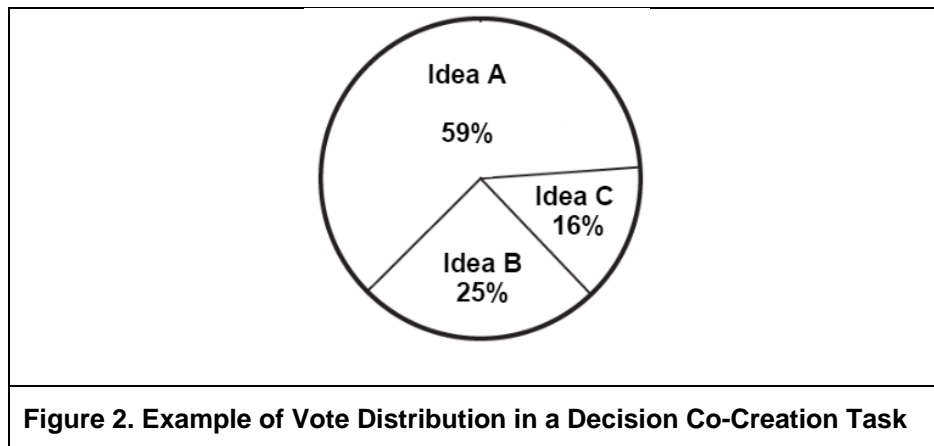 Idea A
59%
Idea C
16%
Idea B
25%
Figure 2. Example of Vote Distribution in a Decision Co-Creation Task